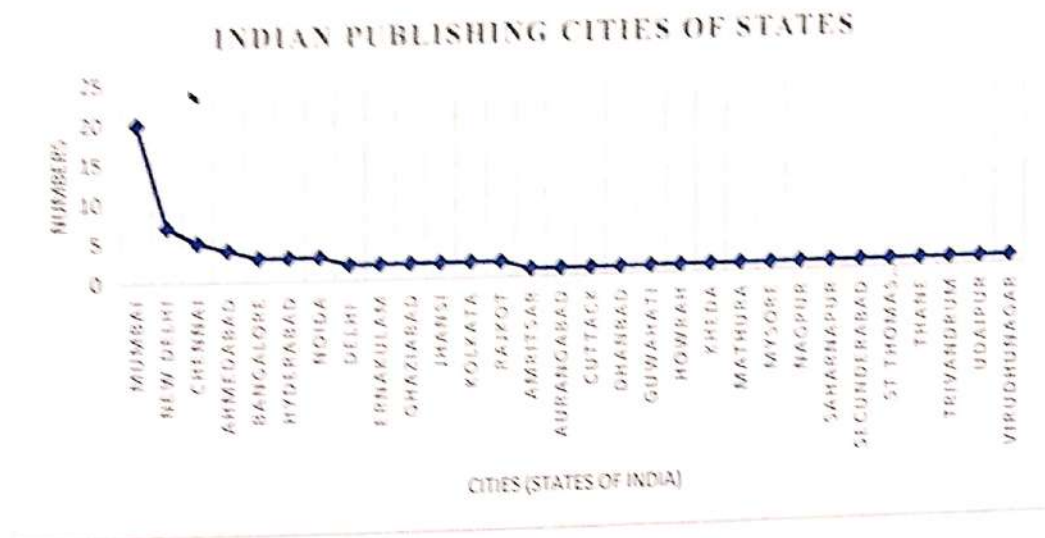 INDIAN PUBLISHING CITIES OF STATES
25
20
15
10
5
0
NUMBERS
MUMBAI
NEW DELHI
CHENNAI
AHMEDABAD
BANGALORE
HYDERABAD
NOIDA
DELHI
ERNAKULAM
GHAZIABAD
JHANSI
KOLKATA
RAJKOT
AMRITSAR
AURANGABAD
CUTTACK
DHANBAD
GUWAHATI
HOWRAH
KHEDA
MATHURA
MYSORE
NAGPUR
SAHARNAPUR
SECUNDERABAD
ST THOMAS…
THANE
TRIVANDRUM
UDAIPUR
VIRUDHUNAGAR
CITIES (STATES OF INDIA)